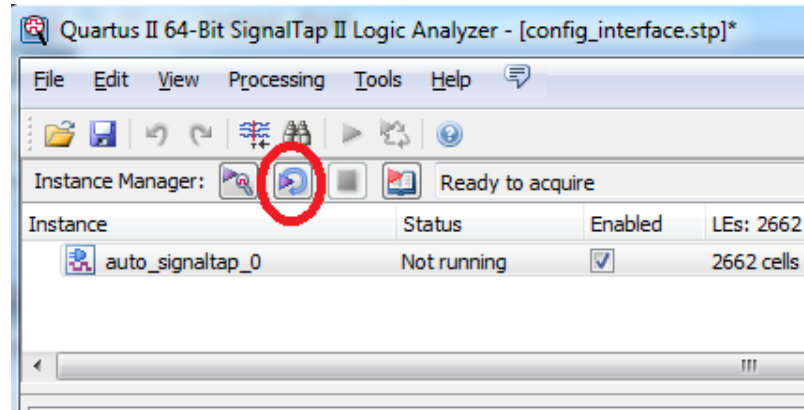 Quartus II 64-Bit SignalTap II Logic Analyzer - [config_interface.stp]*
File Edit View Processing Tools Help
Instance Manager: Ready to acquire
Instance Status Enabled LEs: 2662
auto_signaltap_0 Not running 2662 cells